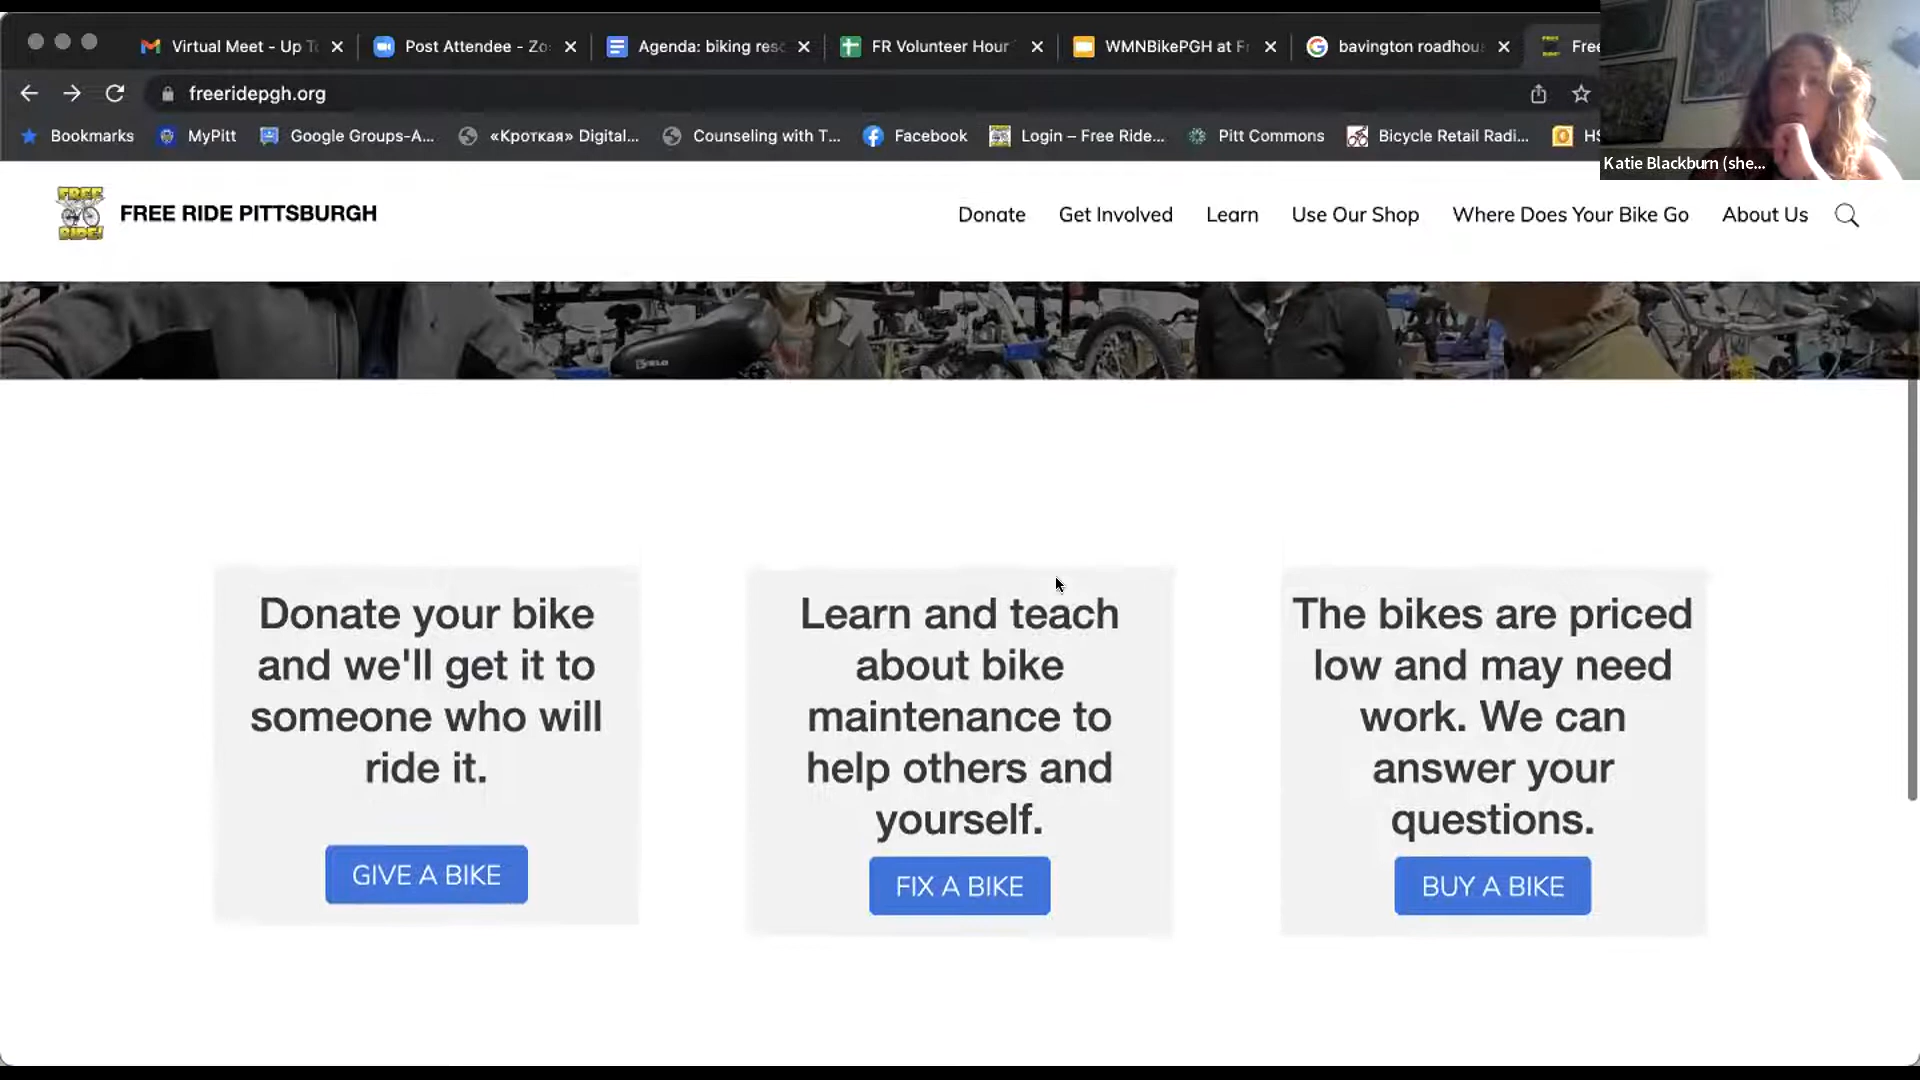 Virtual Meet - Up T
Post Attendee - Zo
Agenda: biking reso
FR Volunteer Hour
WMNBikePGH at F
bavington roadhou
Free
freeridepgh.org
Bookmarks
MyPitt
Google Groups-A...
«Кроткая» Digital...
Counseling with T...
Facebook
Login – Free Ride...
Pitt Commons
Bicycle Retail Radi...
HS
Katie Blackburn (she...
FREE
RIDE!
FREE RIDE PITTSBURGH
Donate
Get Involved
Learn
Use Our Shop
Where Does Your Bike Go
About Us
Donate your bike
and we'll get it to
someone who will
ride it.
GIVE A BIKE
Learn and teach
about bike
maintenance to
help others and
yourself.
FIX A BIKE
The bikes are priced
low and may need
work. We can
answer your
questions.
BUY A BIKE